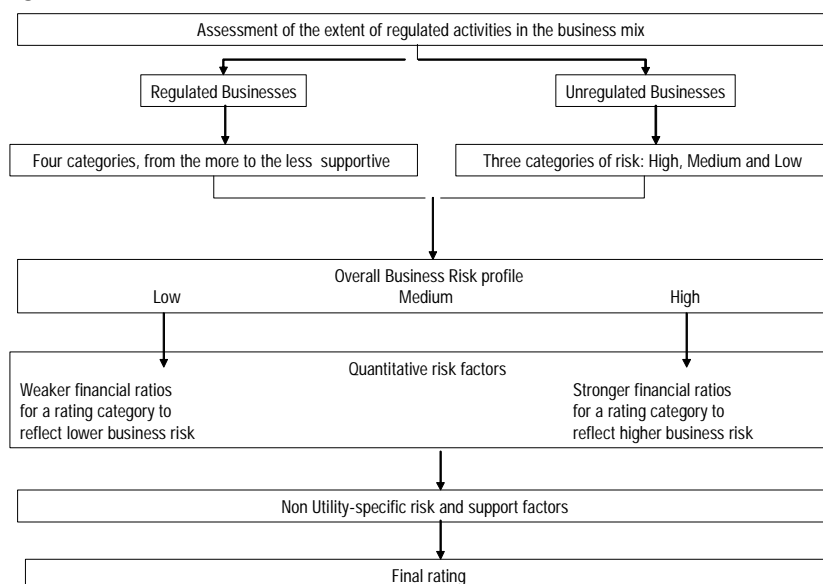 Assessment of the extent of regulated activities in the business mix
Regulated Businesses
Unregulated Businesses
Four categories, from the more to the less supportive
Three categories of risk: High, Medium and Low
Overall Business Risk profile
Low Medium High
Quantitative risk factors
Weaker financial ratios
for a rating category to
reflect lower business risk
Stronger financial ratios
for a rating category to
reflect higher business risk
Non Utility-specific risk and support factors
Final rating